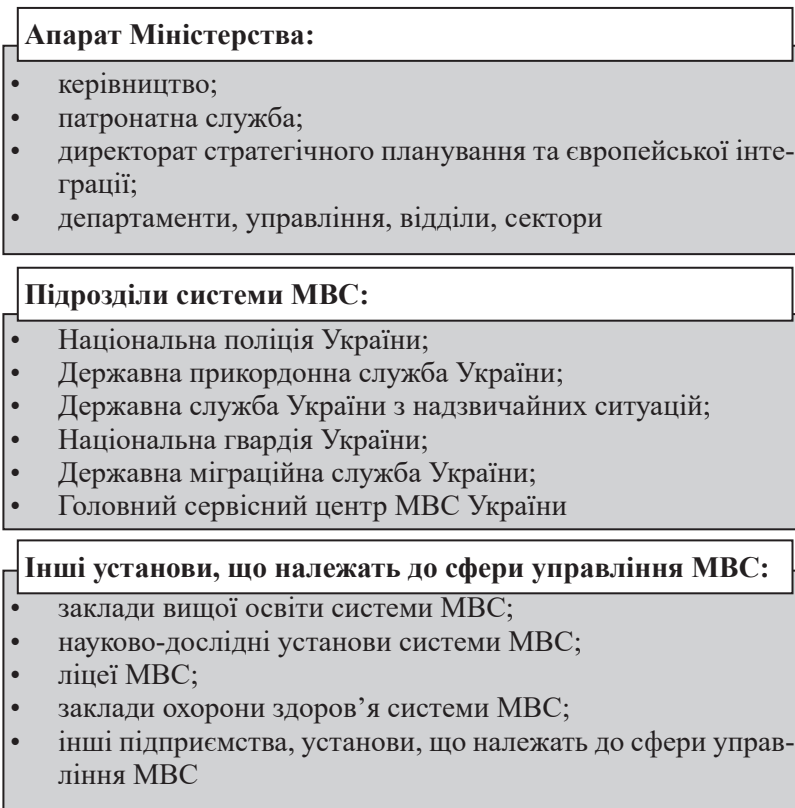 Апарат Міністерства:
• керівництво;
• патронатна служба;
• директорат стратегічного планування та європейської інте-
грації;
• департаменти, управління, відділи, сектори
Підрозділи системи МВС:
• Національна поліція України;
• Державна прикордонна служба України;
• Державна служба України з надзвичайних ситуацій;
• Національна гвардія України;
• Державна міграційна служба України;
• Головний сервісний центр МВС України
Інші установи, що належать до сфери управління МВС:
• заклади вищої освіти системи МВС;
• науково-дослідні установи системи МВС;
• ліцеї МВС;
• заклади охорони здоров’я системи МВС;
• інші підприємства, установи, що належать до сфери управ-
ління МВС